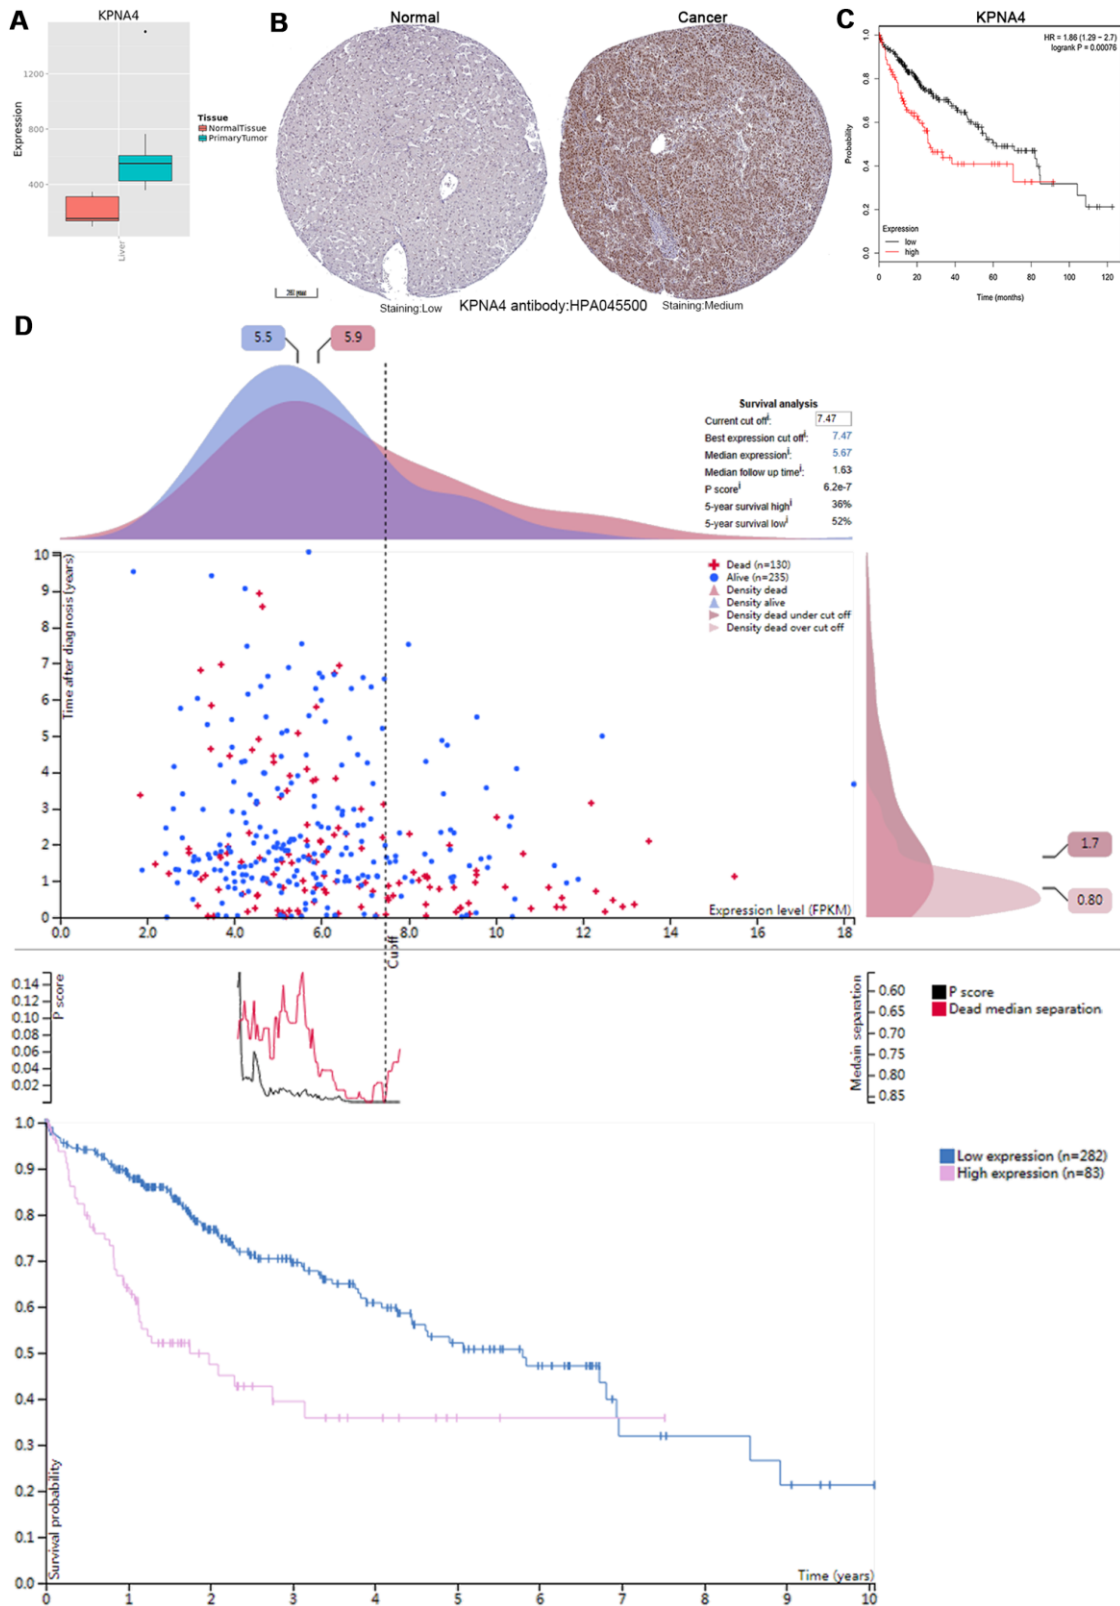 A
KPNA4
Expression
1200
800
400
Liver
Tissue
NormalTissue
PrimaryTumor
B
Normal
Cancer
Staining:Low
KPNA4 antibody:HPA045500
Staining:Medium
C
KPNA4
HR = 1.86 (1.29 − 2.7)
logrank P = 0.00076
Probability
1.0
0.8
0.6
0.4
0.2
0.0
Expression
low
high
0 20 40 60 80 100 120
Time (months)
D
5.5
5.9
Survival analysis
Current cut off i: 7.47
Best expression cut off i: 7.47
Median expression i: 5.67
Median follow up time i: 1.63
P score i 6.2e-7
5-year survival high i 36%
5-year survival low i 52%
Time after diagnosis (years)
10
9
8
7
6
5
4
3
2
1
0
Dead (n=130)
Alive (n=235)
Density dead
Density alive
Density dead under cut off
Density dead over cut off
1.7
0.80
Expression level (FPKM)
0.0 2.0 4.0 6.0 8.0 10 12 14 16 18
Cutoff
P score
0.14
0.12
0.10
0.08
0.06
0.04
0.02
Medain separation
0.60
0.65
0.70
0.75
0.80
0.85
P score
Dead median separation
Survival probability
1.0
0.9
0.8
0.7
0.6
0.5
0.4
0.3
0.2
0.1
0.0
Low expression (n=282)
High expression (n=83)
Time (years)
0 1 2 3 4 5 6 7 8 9 10